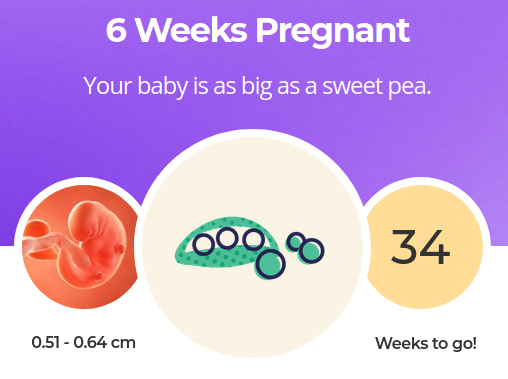 6 Weeks Pregnant
Your baby is as big as a sweet pea.
34
0.51 - 0.64 cm
Weeks to go!